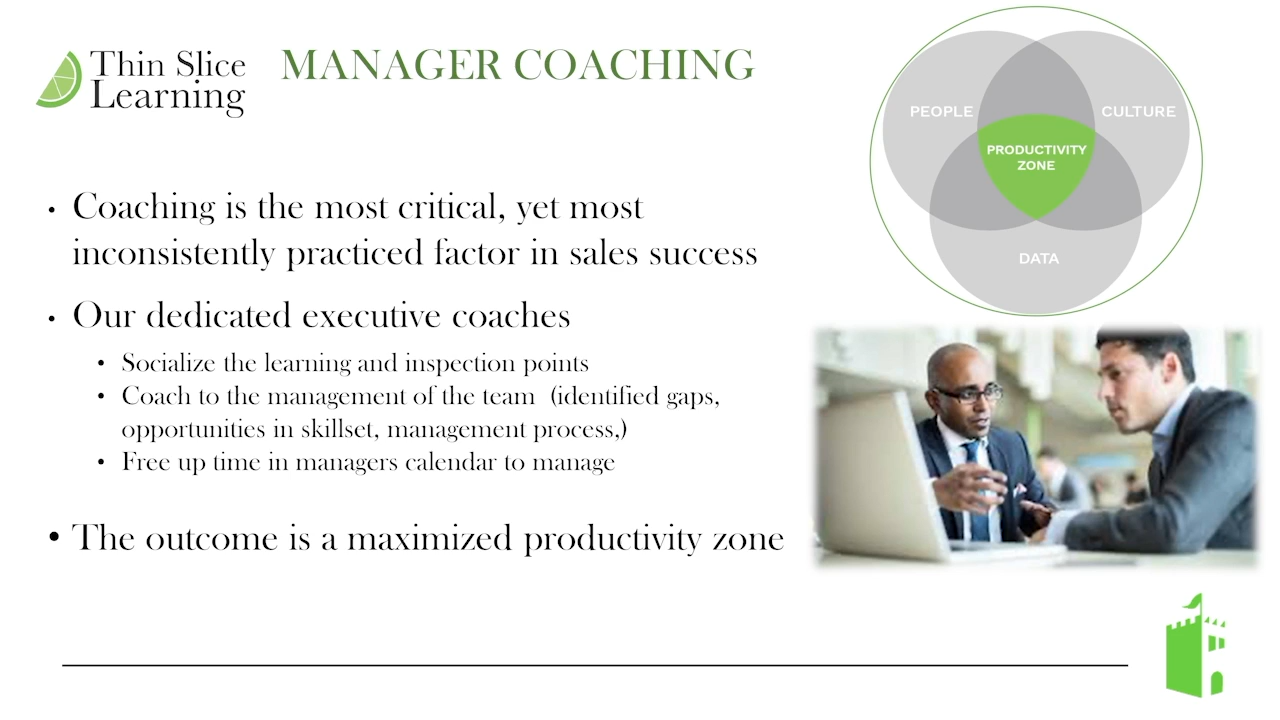 Thin Slice
Learning
MANAGER COACHING
PEOPLE
CULTURE
PRODUCTIVITY
ZONE
DATA
• Coaching is the most critical, yet most
inconsistently practiced factor in sales success
• Our dedicated executive coaches
• Socialize the learning and inspection points
• Coach to the management of the team (identified gaps,
opportunities in skillset, management process,)
• Free up time in managers calendar to manage
• The outcome is a maximized productivity zone